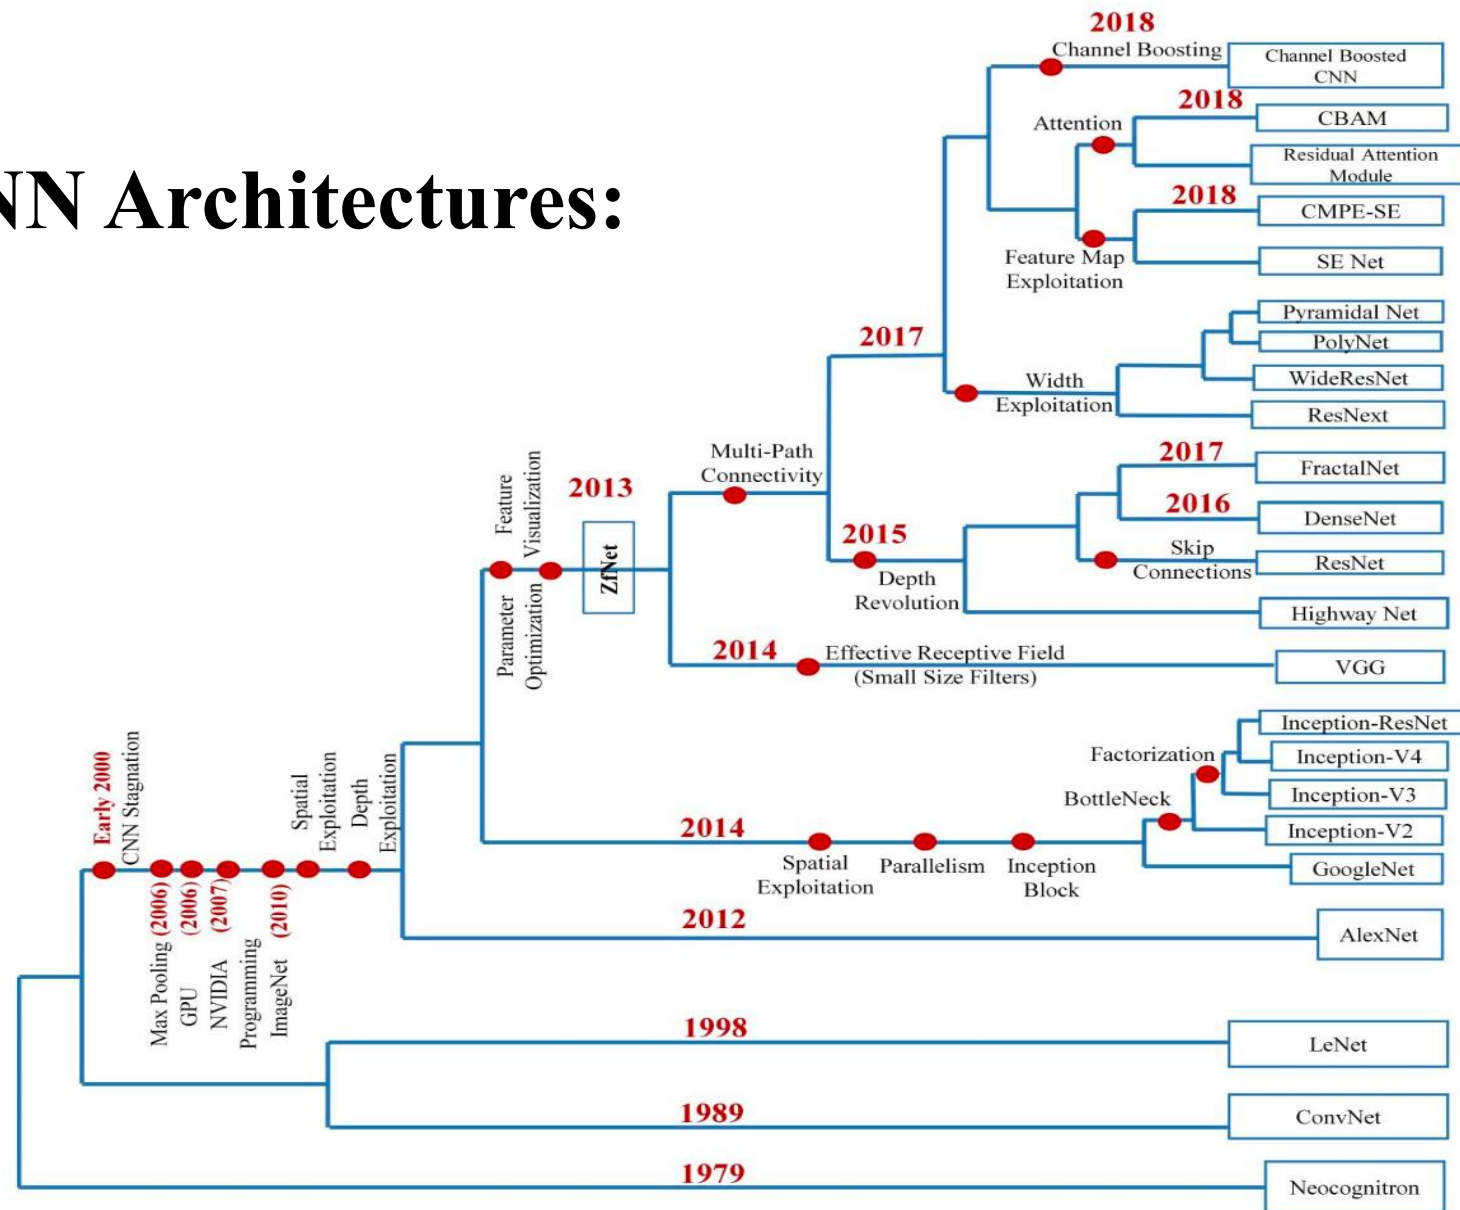 NN Architectures:
2018
Channel Boosting
Channel Boosted
CNN
2018
Attention
CBAM
Residual Attention
Module
2018
CMPE-SE
Feature Map
Exploitation
SE Net
Pyramidal Net
2017
PolyNet
Width
Exploitation
WideResNet
ResNext
2017
FractalNet
Multi-Path
Connectivity
2016
DenseNet
Feature
Visualization
2013
ZfNet
Parameter
Optimization
2015
Depth
Revolution
Skip
Connections
ResNet
Highway Net
2014
Effective Receptive Field
(Small Size Filters)
VGG
Inception-ResNet
Factorization
Inception-V4
BottleNeck
Inception-V3
Early 2000
CNN Stagnation
Spatial
Exploitation
Depth
Exploitation
2014
Spatial
Exploitation
Parallelism
Inception
Block
Inception-V2
GoogleNet
Max Pooling (2006)
GPU (2006)
NVIDIA (2007)
Programming
ImageNet (2010)
2012
AlexNet
1998
LeNet
1989
ConvNet
1979
Neocognitron